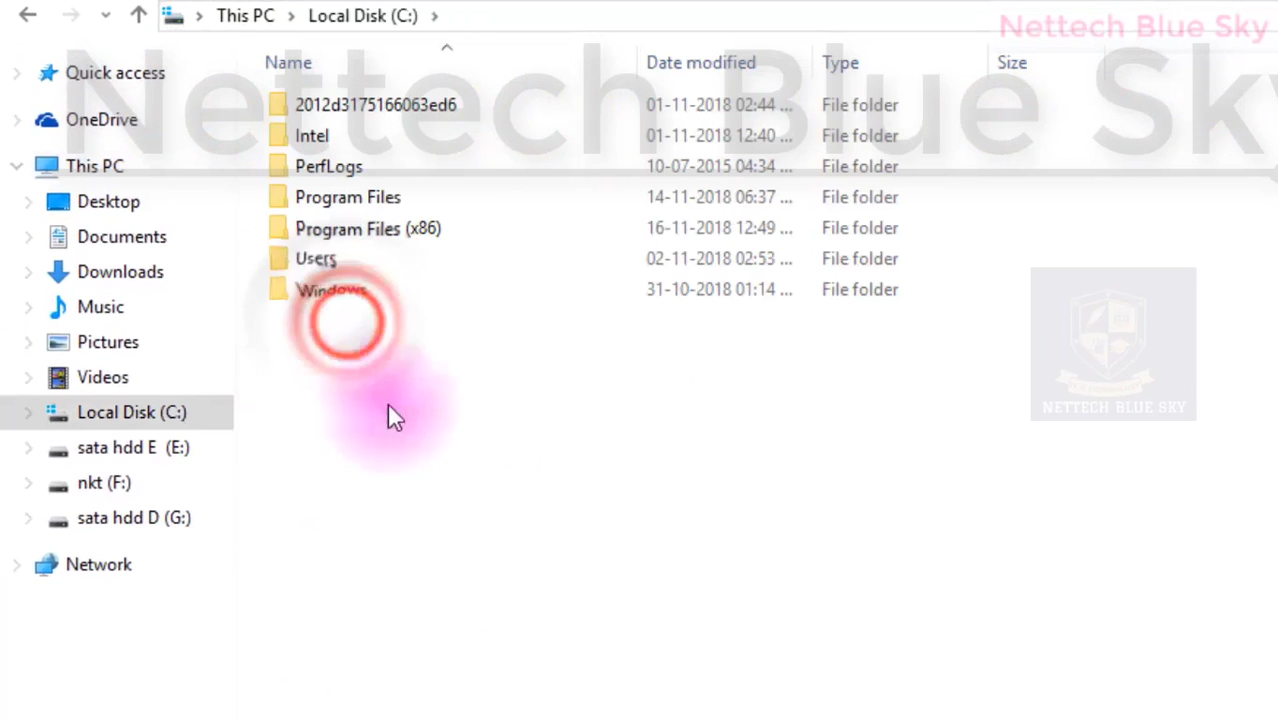 This PC
Local Disk (C:)
Nettech Blue Sky
Nettech Blue Sky
Name
Date modified
Type
Size
2012d3175166063ed6
01-11-2018 02:44 ...
File folder
Intel
01-11-2018 12:40 ...
File folder
PerfLogs
10-07-2015 04:34 ...
File folder
Program Files
14-11-2018 06:37 ...
File folder
Program Files (x86)
16-11-2018 12:49 ...
File folder
Users
02-11-2018 02:53 ...
File folder
Windows
31-10-2018 01:14 ...
File folder
Quick access
OneDrive
This PC
Desktop
Documents
Downloads
Music
Pictures
Videos
Local Disk (C:)
sata hdd E (E:)
nkt (F:)
sata hdd D (G:)
Network
NETTECH BLUE SKY